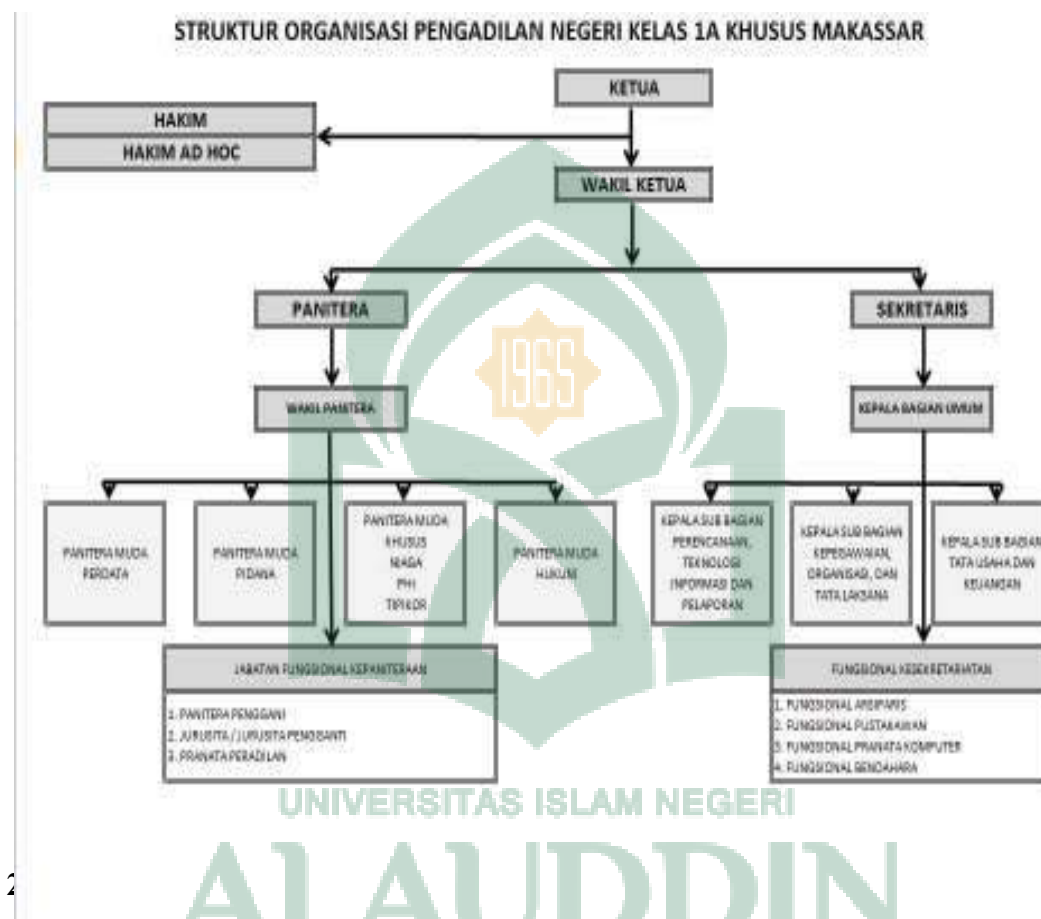 STRUKTUR ORGANISASI PENGADILAN NEGERI KELAS 1A KHUSUS MAKASSAR
KETUA
HAKIM
HAKIM AD HOC
WAKIL KETUA
PANITERA
SEKRETARIS
1965
WAKIL PANITERA
KEPALA BAGIAN UMUM
PANITERA MUDA
PERDATA
PANITERA MUDA
PIDANA
PANITERA MUDA
KHUSUS
NIAGA
PHI
TIPIKOR
PANITERA MUDA
HUKUM
KEPALA SUB BAGIAN
PERENCANAAN,
TEKNOLOGI
INFORMASI DAN
PELAPORAN
KEPALA SUB BAGIAN
KEPEGAWAIAN,
ORGANISASI, DAN
TATA LAKSANA
KEPALA SUB BAGIAN
TATA USAHA DAN
KEUANGAN
JABATAN FUNGSIONAL KEPANITERAAN
1. PANITERA PENGGANI
2. JURUSITA / JURUSITA PENGGANTI
3. PRANATA PERADILAN
FUNGSIONAL KESEKRETARIATAN
1. FUNGSIONAL ARSIPARIS
2. FUNGSIONAL PUSTAKAWAN
3. FUNGSIONAL PRANATA KOMPUTER
4. FUNGSIONAL BENDAHARA
UNIVERSITAS ISLAM NEGERI
ALAUDDIN
2